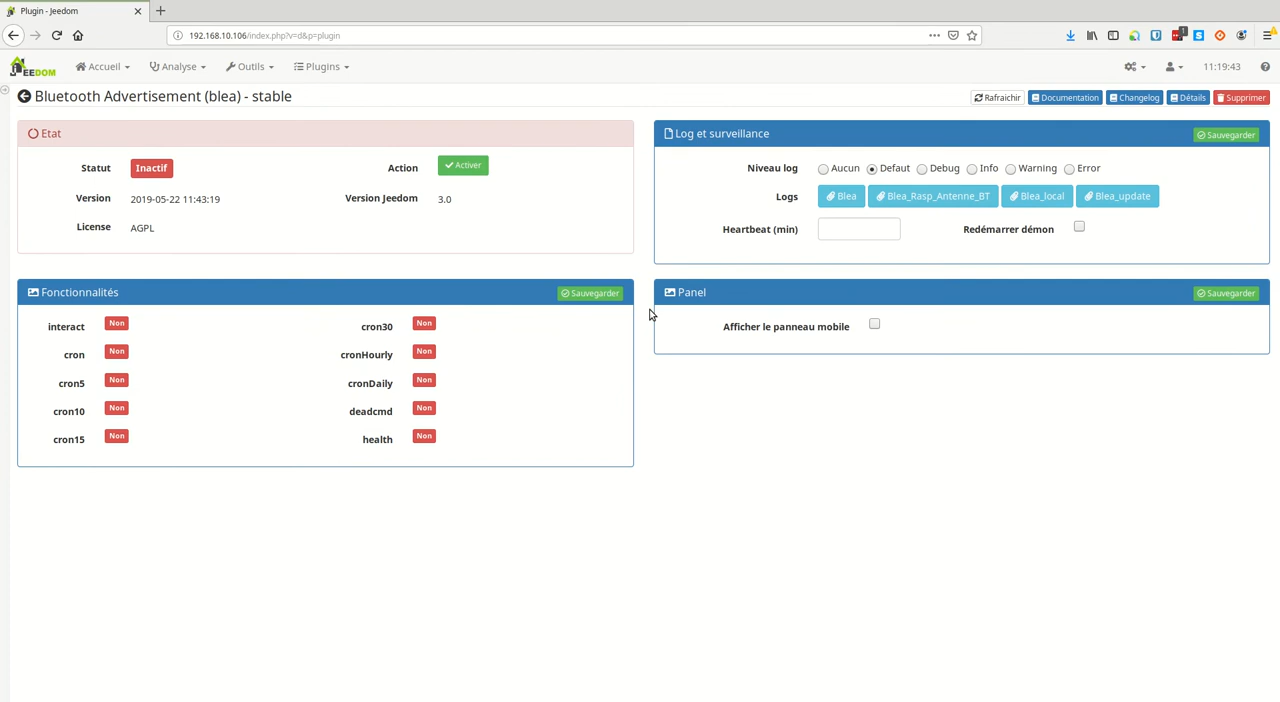 Plugin - Jeedom
192.168.10.106/index.php?v=d&p=plugin
1
JEEDOM Accueil Analyse Outils Plugins 11:19:43
Bluetooth Advertisement (blea) - stable
Rafraichir Documentation Changelog Détails Supprimer
Etat
Statut Inactif Action Activer
Version 2019-05-22 11:43:19 Version Jeedom 3.0
License AGPL
Log et surveillance Sauvegarder
Niveau log Aucun Defaut Debug Info Warning Error
Logs Blea Blea_Rasp_Antenne_BT Blea_local Blea_update
Heartbeat (min) Redémarrer démon
Fonctionnalités Sauvegarder
interact Non cron30 Non
cron Non cronHourly Non
cron5 Non cronDaily Non
cron10 Non deadcmd Non
cron15 Non health Non
Panel Sauvegarder
Afficher le panneau mobile